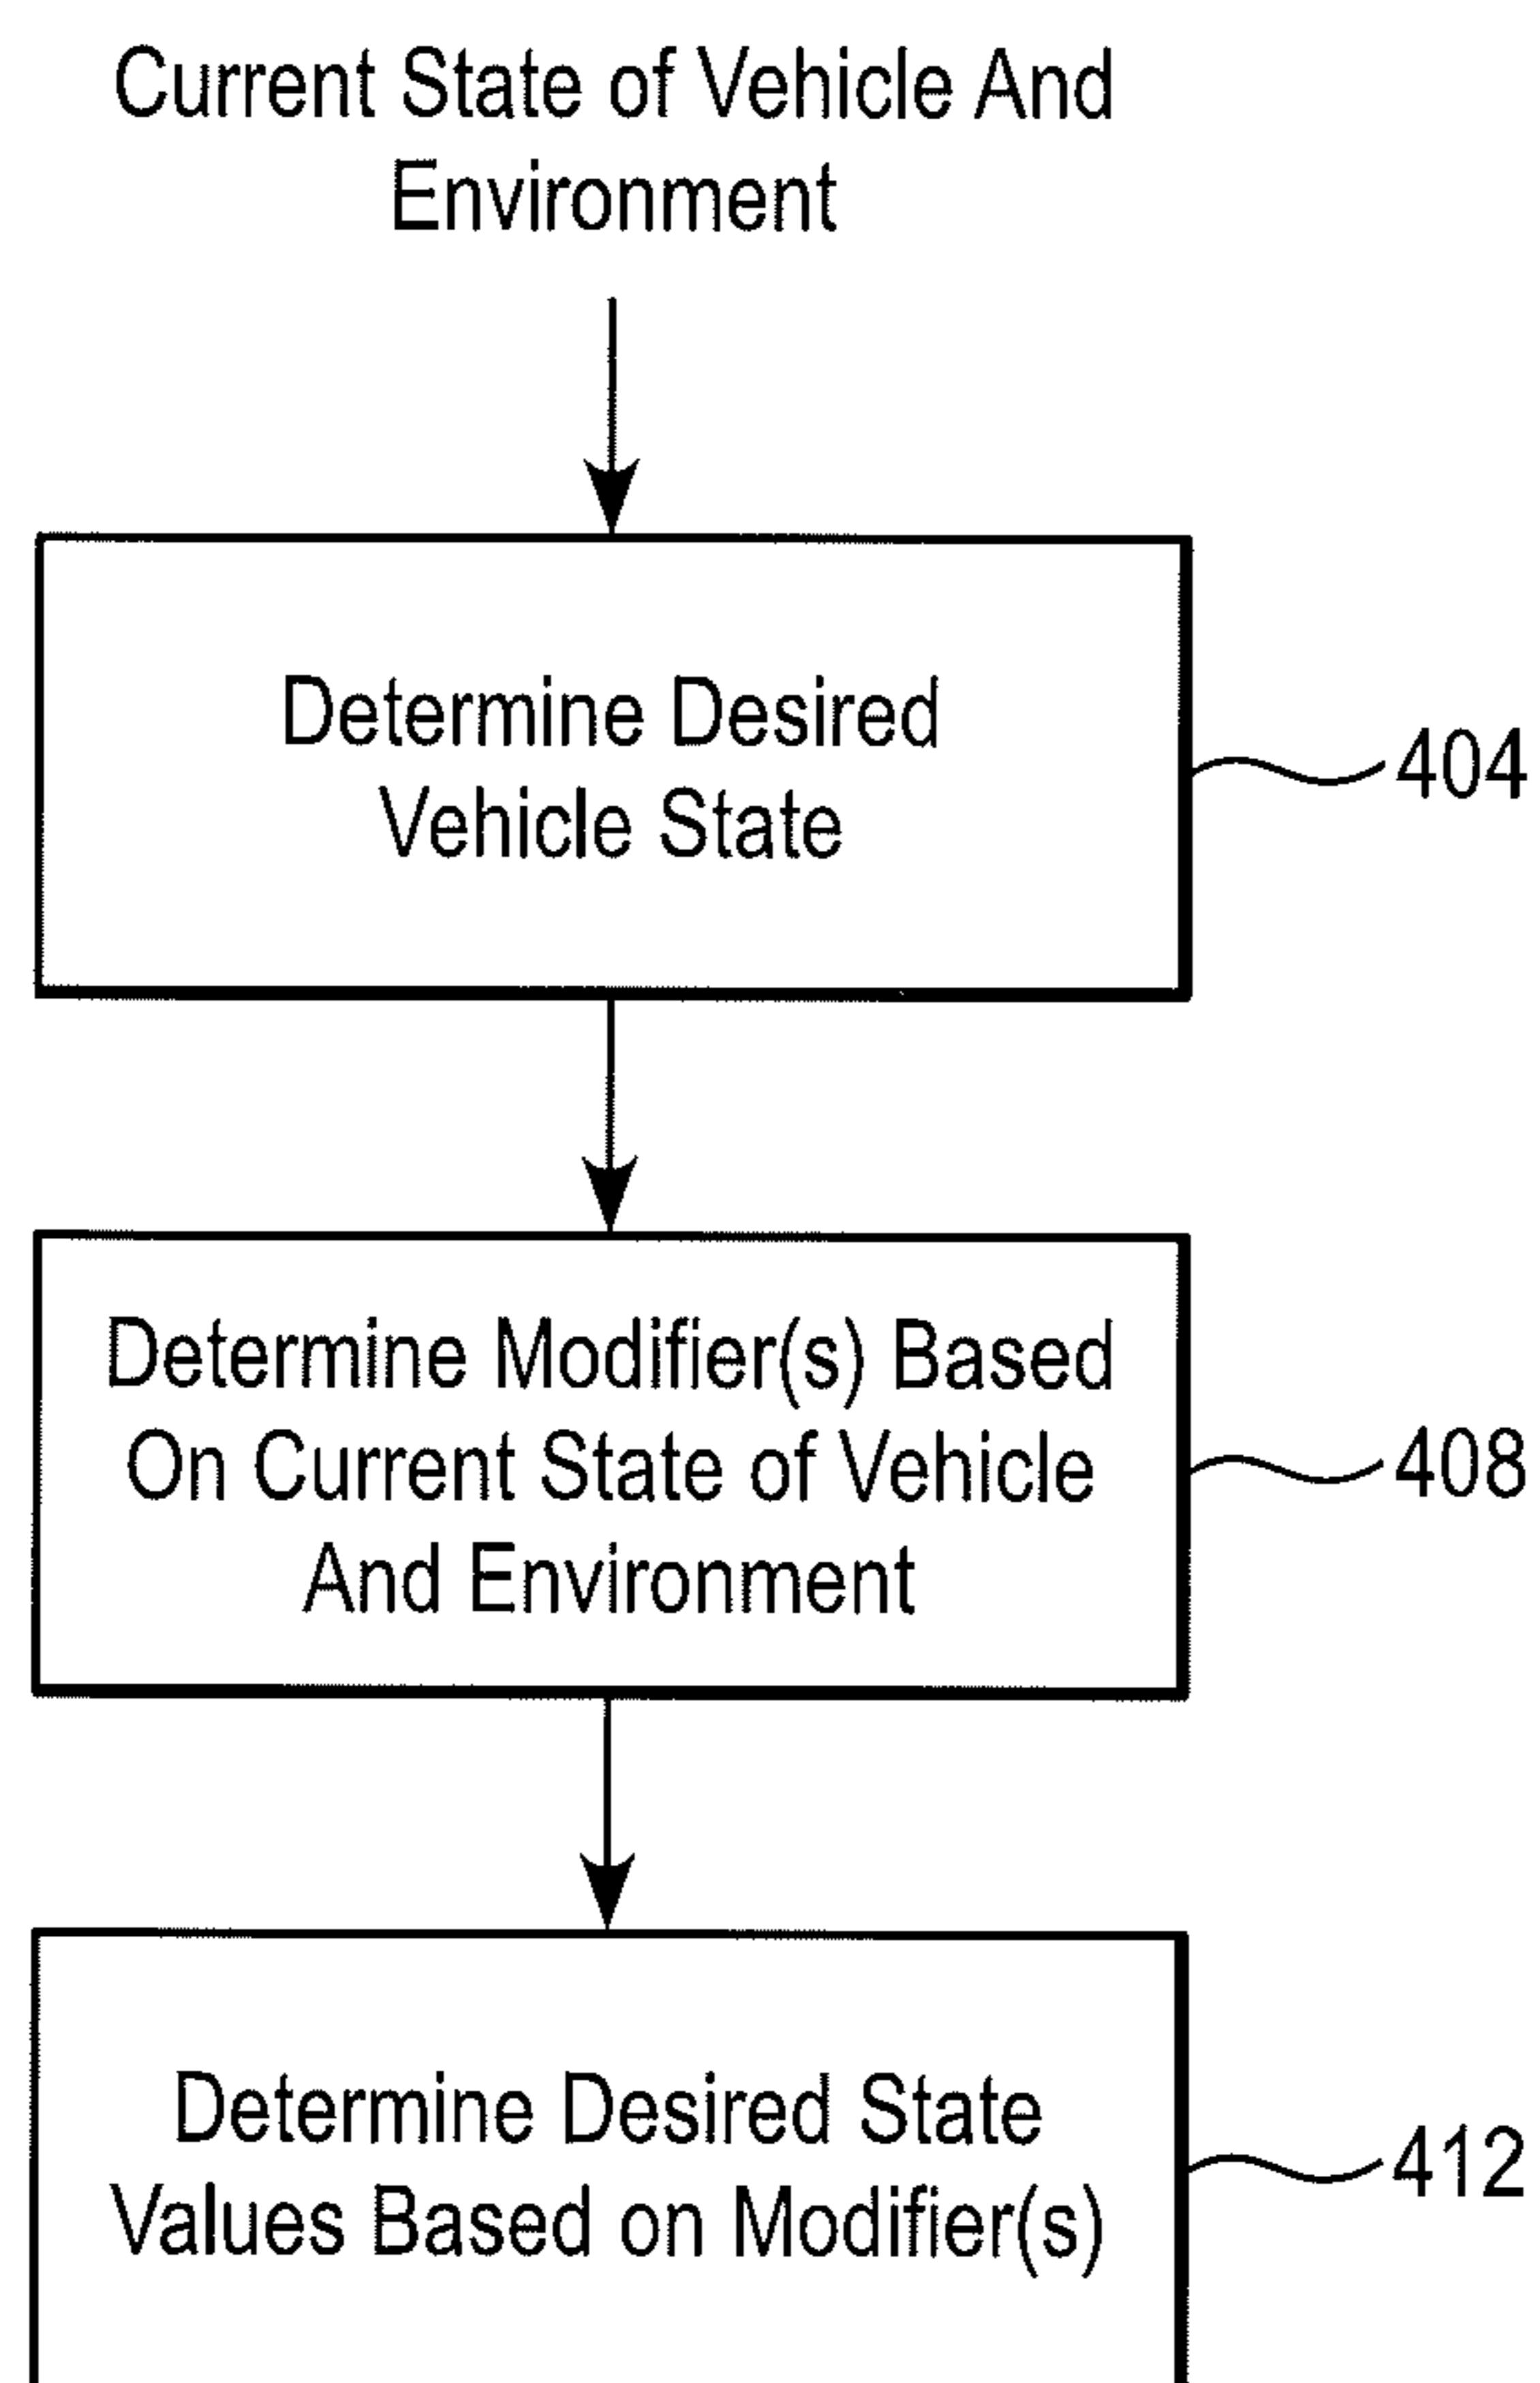 Current State of Vehicle And
Environment
Determine Desired
Vehicle State
404
Determine Modifier(s) Based
On Current State of Vehicle
And Environment
408
Determine Desired State
Values Based on Modifier(s)
412